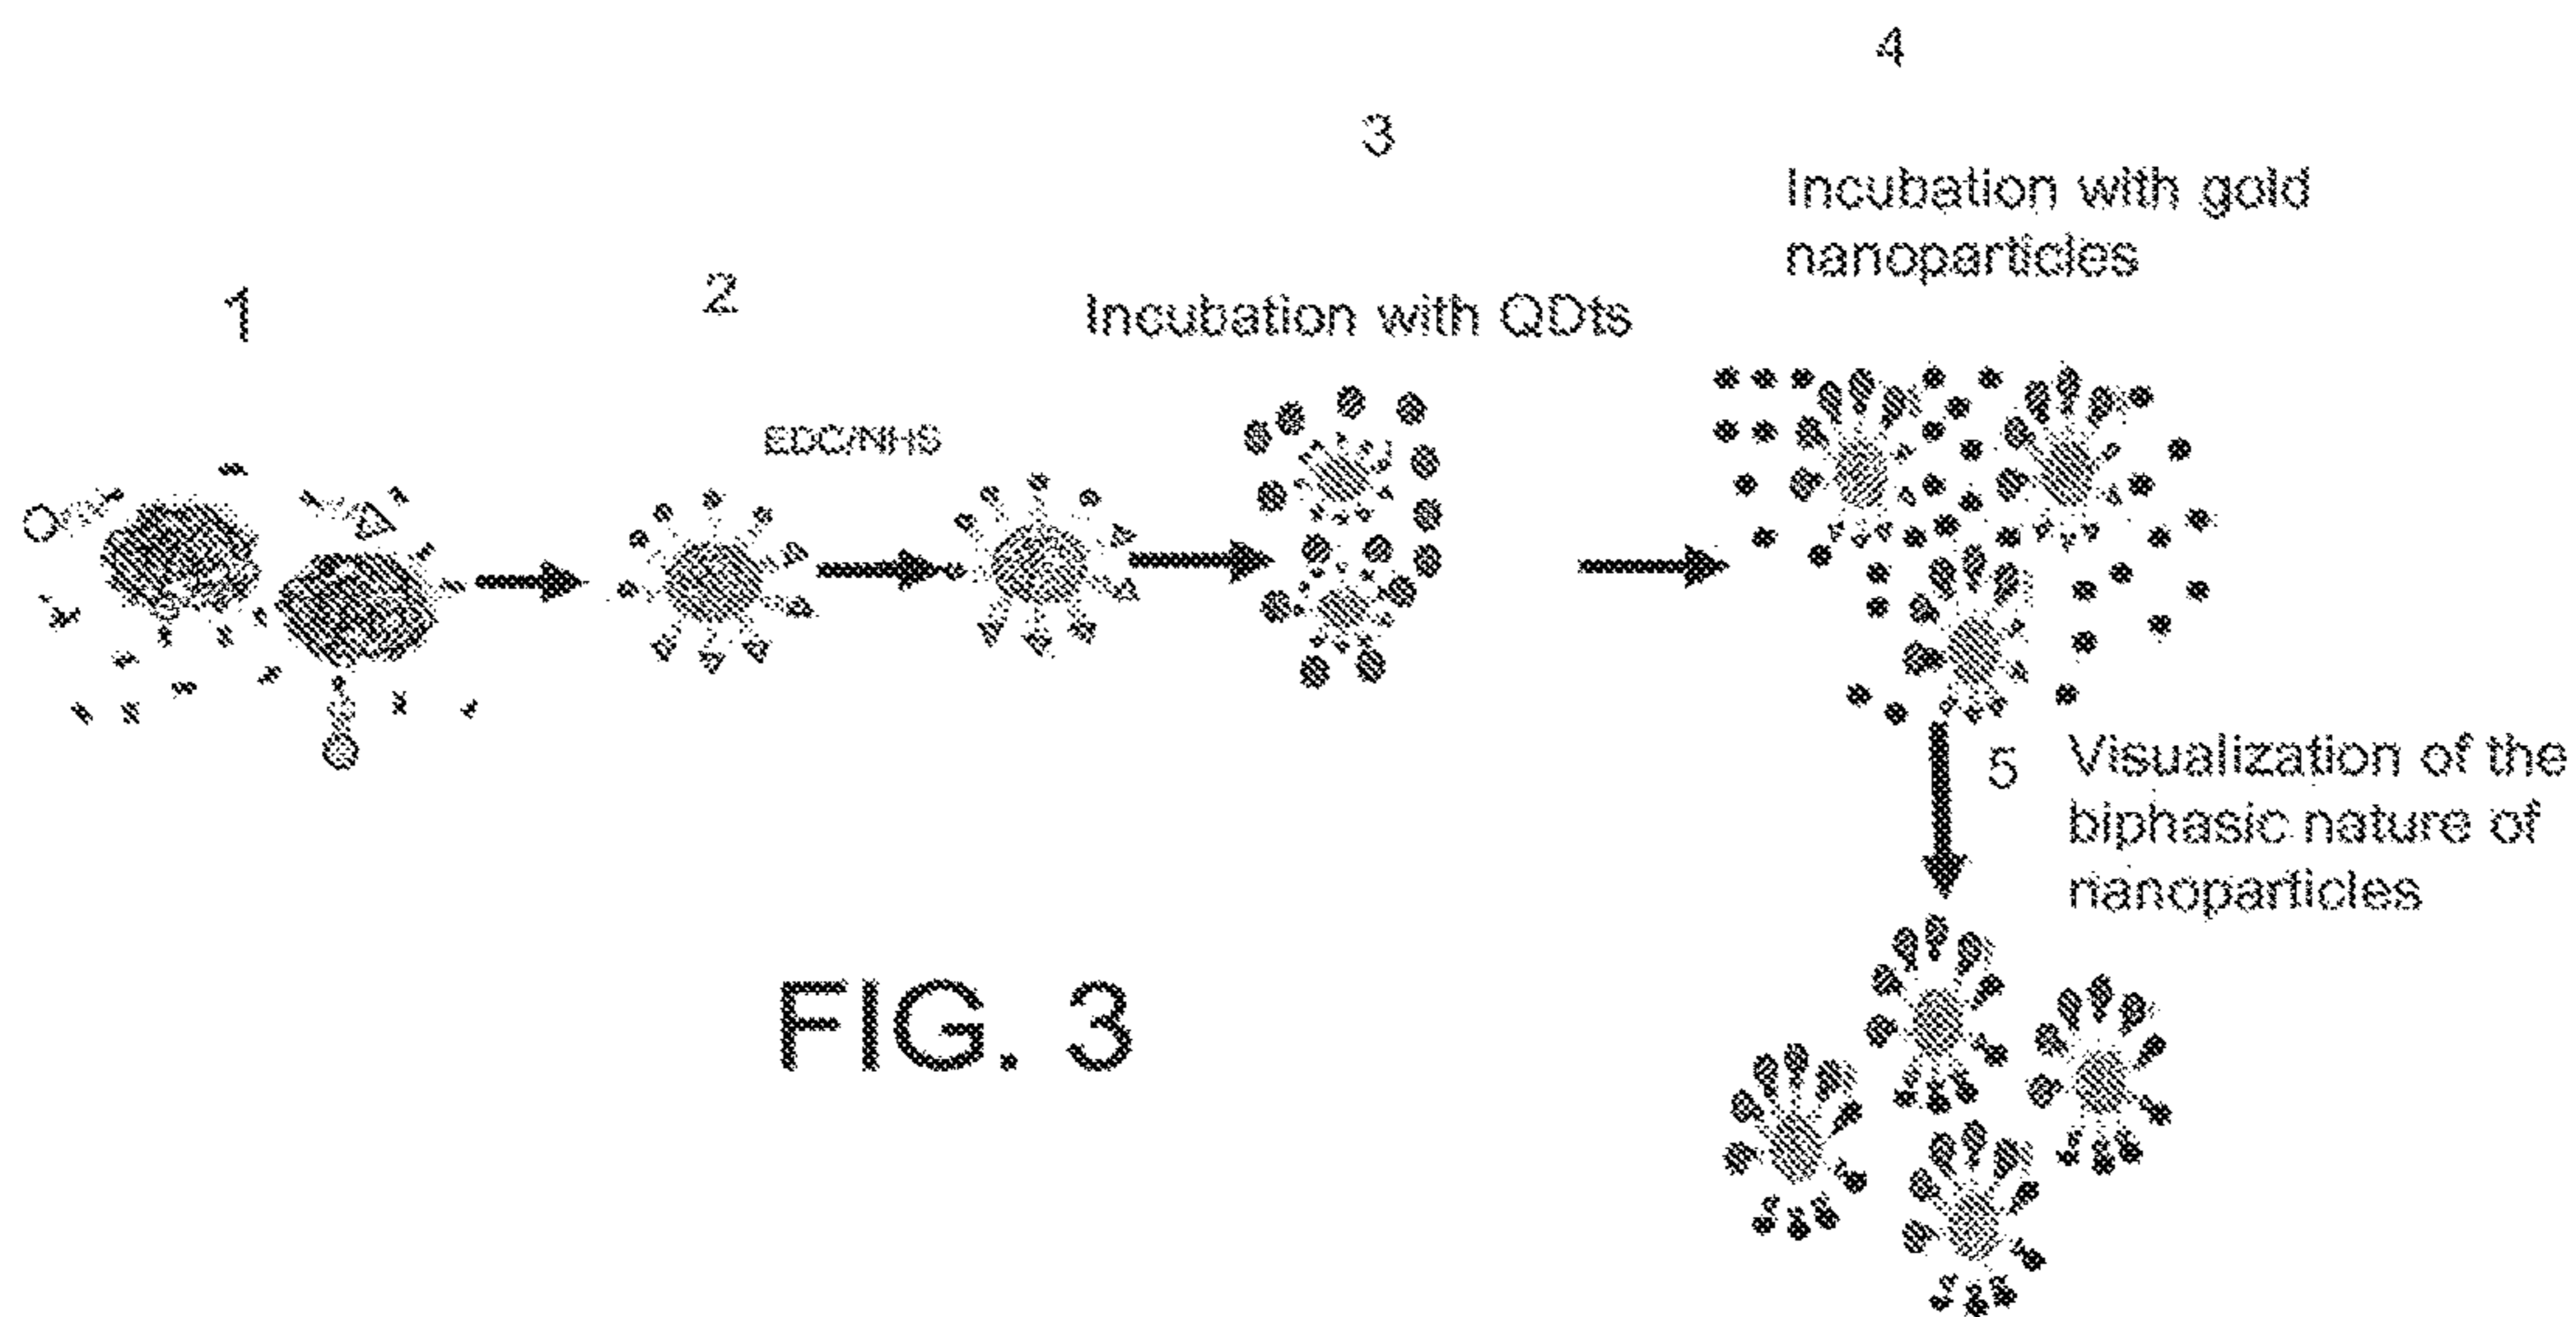 1
2
EDC/NHS
3
Incubation with QDts
4
Incubation with gold
nanoparticles
5
Visualization of the
biphasic nature of
nanoparticles
FIG. 3